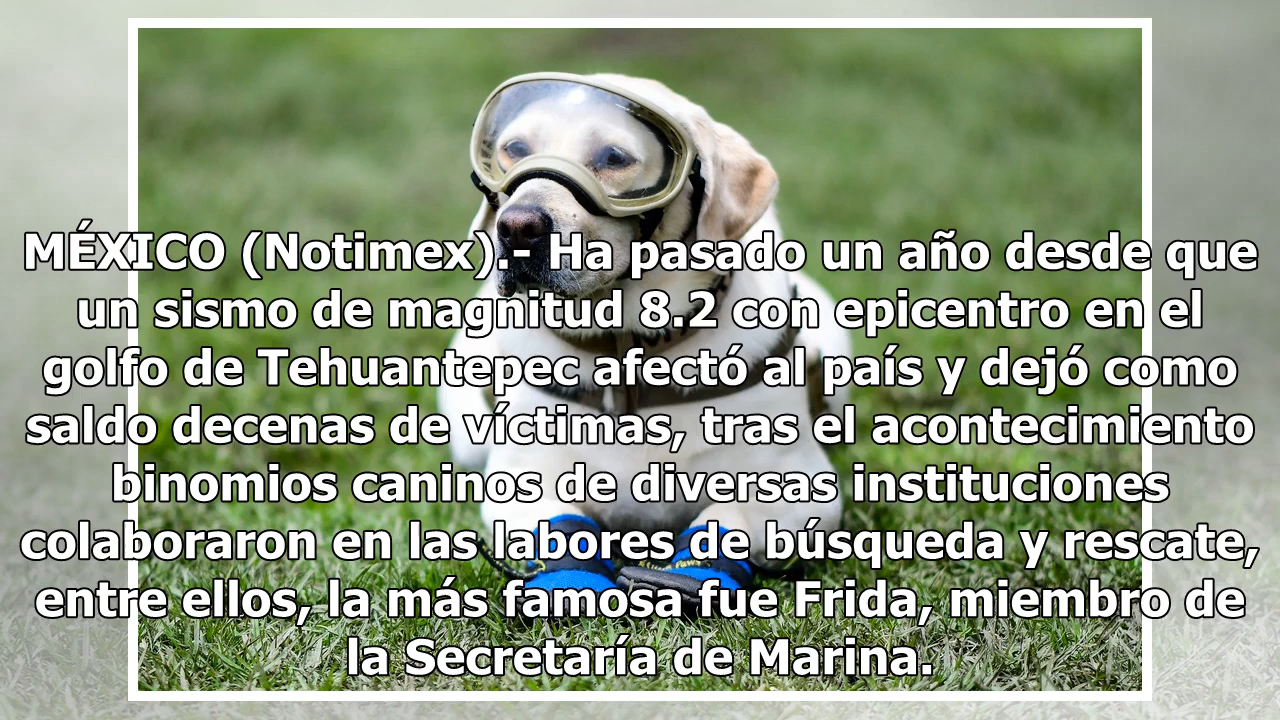 MÉXICO (Notimex).- Ha pasado un año desde que
un sismo de magnitud 8.2 con epicentro en el
golfo de Tehuantepec afectó al país y dejó como
saldo decenas de víctimas, tras el acontecimiento
binomios caninos de diversas instituciones
colaboraron en las labores de búsqueda y rescate,
entre ellos, la más famosa fue Frida, miembro de
la Secretaría de Marina.